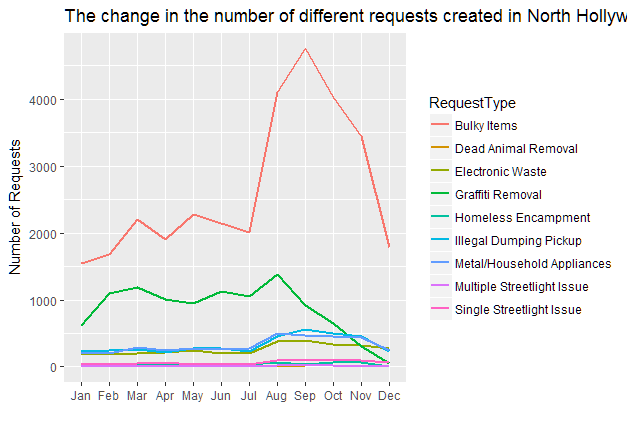 The change in the number of different requests created in North Hollyw
Number of Requests
4000
3000
2000
1000
0
Jan Feb Mar Apr May Jun Jul Aug Sep Oct Nov Dec
RequestType
Bulky Items
Dead Animal Removal
Electronic Waste
Graffiti Removal
Homeless Encampment
Illegal Dumping Pickup
Metal/Household Appliances
Multiple Streetlight Issue
Single Streetlight Issue